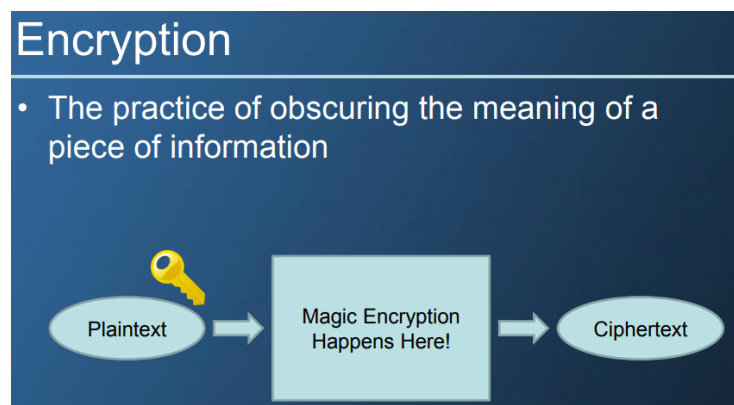 Encryption
• The practice of obscuring the meaning of a
piece of information
Plaintext
Magic Encryption
Happens Here!
Ciphertext